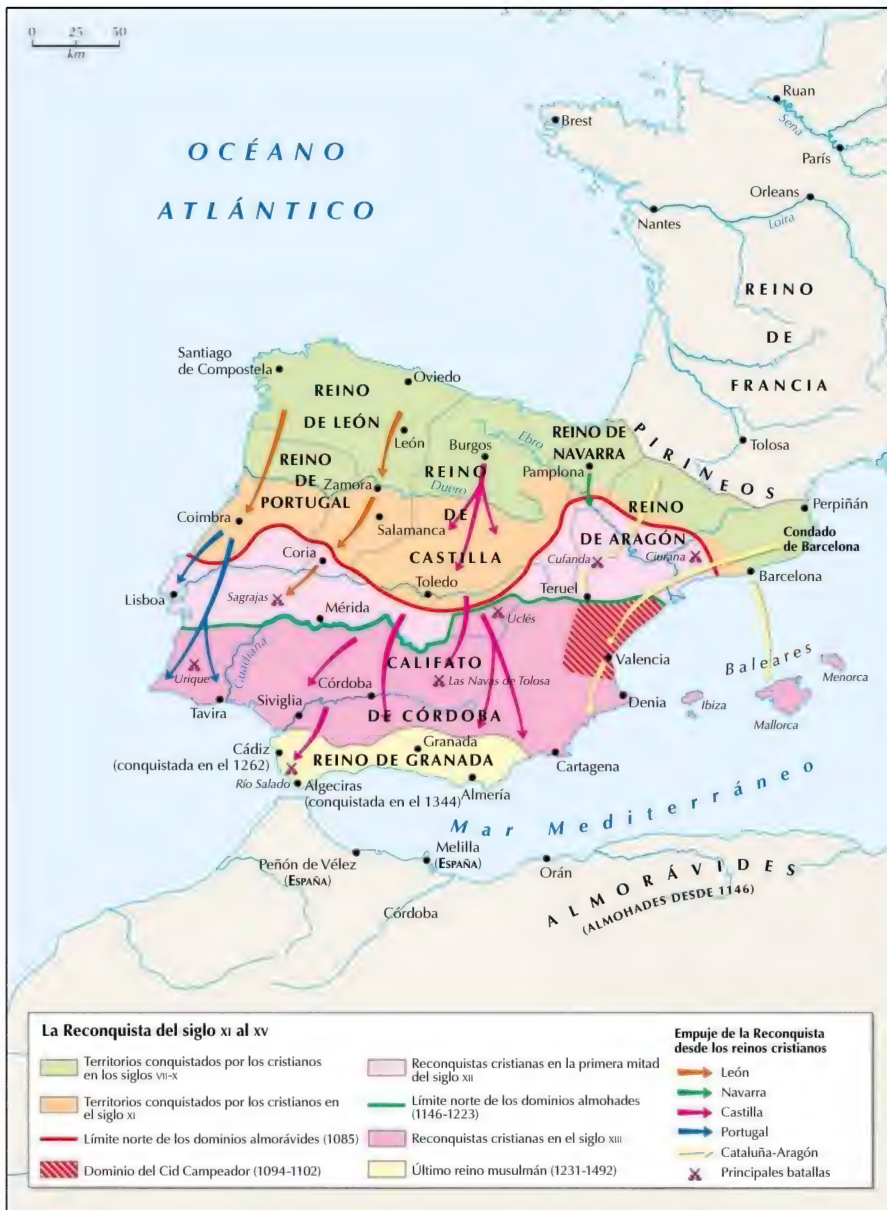 0 25 50
km
Ruan
Sena
Brest
París
OCÉANO
ATLÁNTICO
Orleans
Nantes
Loira
REINO
DE
FRANCIA
Santiago
de Compostela
Oviedo
REINO
DE LEÓN
León
Burgos
Ebro
REINO DE
NAVARRA
Pamplona
PIRINEOS
Tolosa
REINO
DE
PORTUGAL
Zamora
Duero
REINO
DE
CASTILLA
Salamanca
REINO
DE ARAGÓN
Perpiñán
Condado
de Barcelona
Coimbra
Coria
Culanda
Ciurana
Barcelona
Toledo
Teruel
Lisboa
Sagrajas
Mérida
Uclés
Guadiana
CALIFATO
DE CÓRDOBA
Valencia
Baleares
Menorca
Urique
Córdoba
Las Navas de Tolosa
Tavira
Siviglia
Denia
Ibiza
Mallorca
Cádiz
(conquistada en el 1262)
Granada
REINO DE GRANADA
Cartagena
Río Salado
Algeciras
(conquistada en el 1344)
Almería
Mar Mediterráneo
Peñón de Vélez
(ESPAÑA)
Melilla
(ESPAÑA)
Orán
Córdoba
ALMORÁVIDES
(ALMOHADES DESDE 1146)
La Reconquista del siglo XI al XV
Territorios conquistados por los cristianos
en los siglos VII-X
Territorios conquistados por los cristianos en
el siglo XI
Límite norte de los dominios almorávides (1085)
Dominio del Cid Campeador (1094-1102)
Reconquistas cristianas en la primera mitad
del siglo XII
Límite norte de los dominios almohades
(1146-1223)
Reconquistas cristianas en el siglo XIII
Último reino musulmán (1231-1492)
Empuje de la Reconquista
desde los reinos cristianos
León
Navarra
Castilla
Portugal
Cataluña-Aragón
Principales batallas